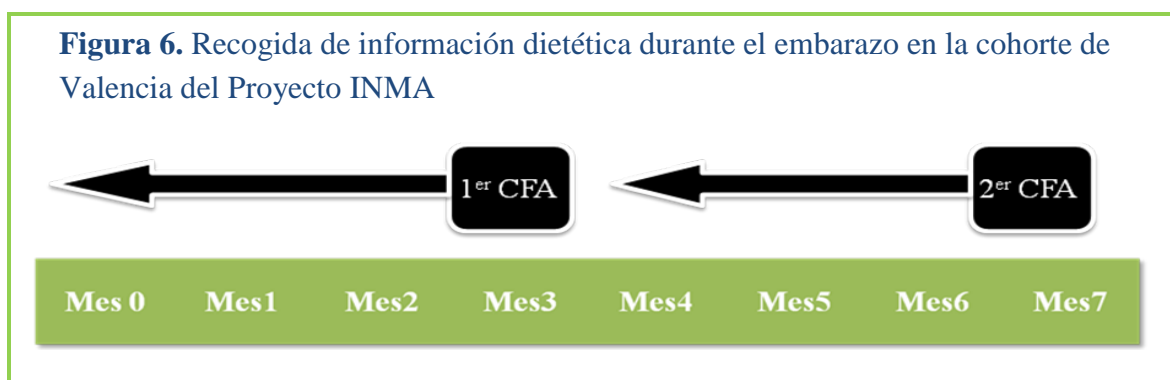 Figura 6. Recogida de información dietética durante el embarazo en la cohorte de
Valencia del Proyecto INMA
1er CFA
2er CFA
Mes 0 Mes1 Mes2 Mes3 Mes4 Mes5 Mes6 Mes7